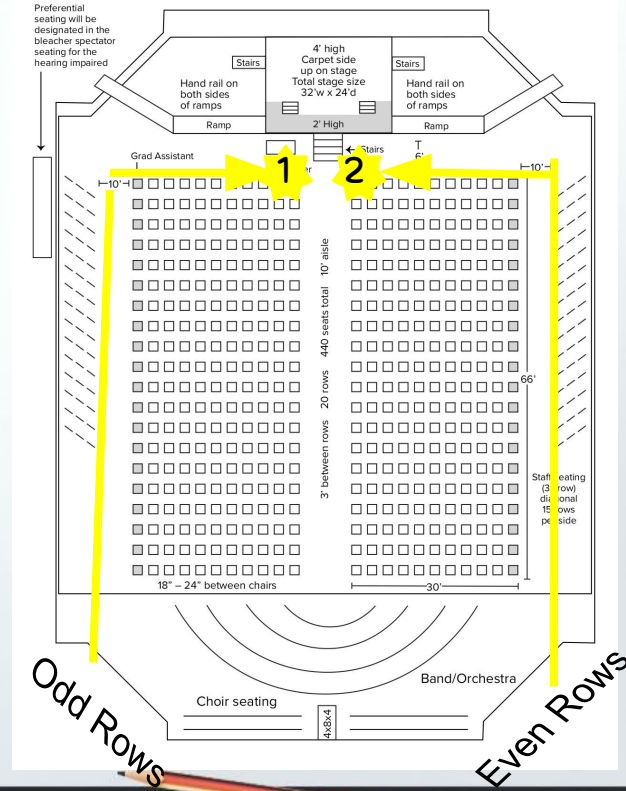 Preferential
seating will be
designated in the
bleacher spectator
seating for the
hearing impaired
4' high
Carpet side
up on stage
Total stage size
32'w x 24'd
Stairs
Stairs
Hand rail on
both sides
of ramps
Hand rail on
both sides
of ramps
Ramp
2' High
Ramp
Stairs
6'
Grad Assistant
1
2
10'
10'
3' between rows 20 rows 440 seats total 10' aisle
66'
Staff seating
row)
15 rows
per side
18" – 24" between chairs
30'
Band/Orchestra
Choir seating
4x8x4
Odd Rows
Even Rows